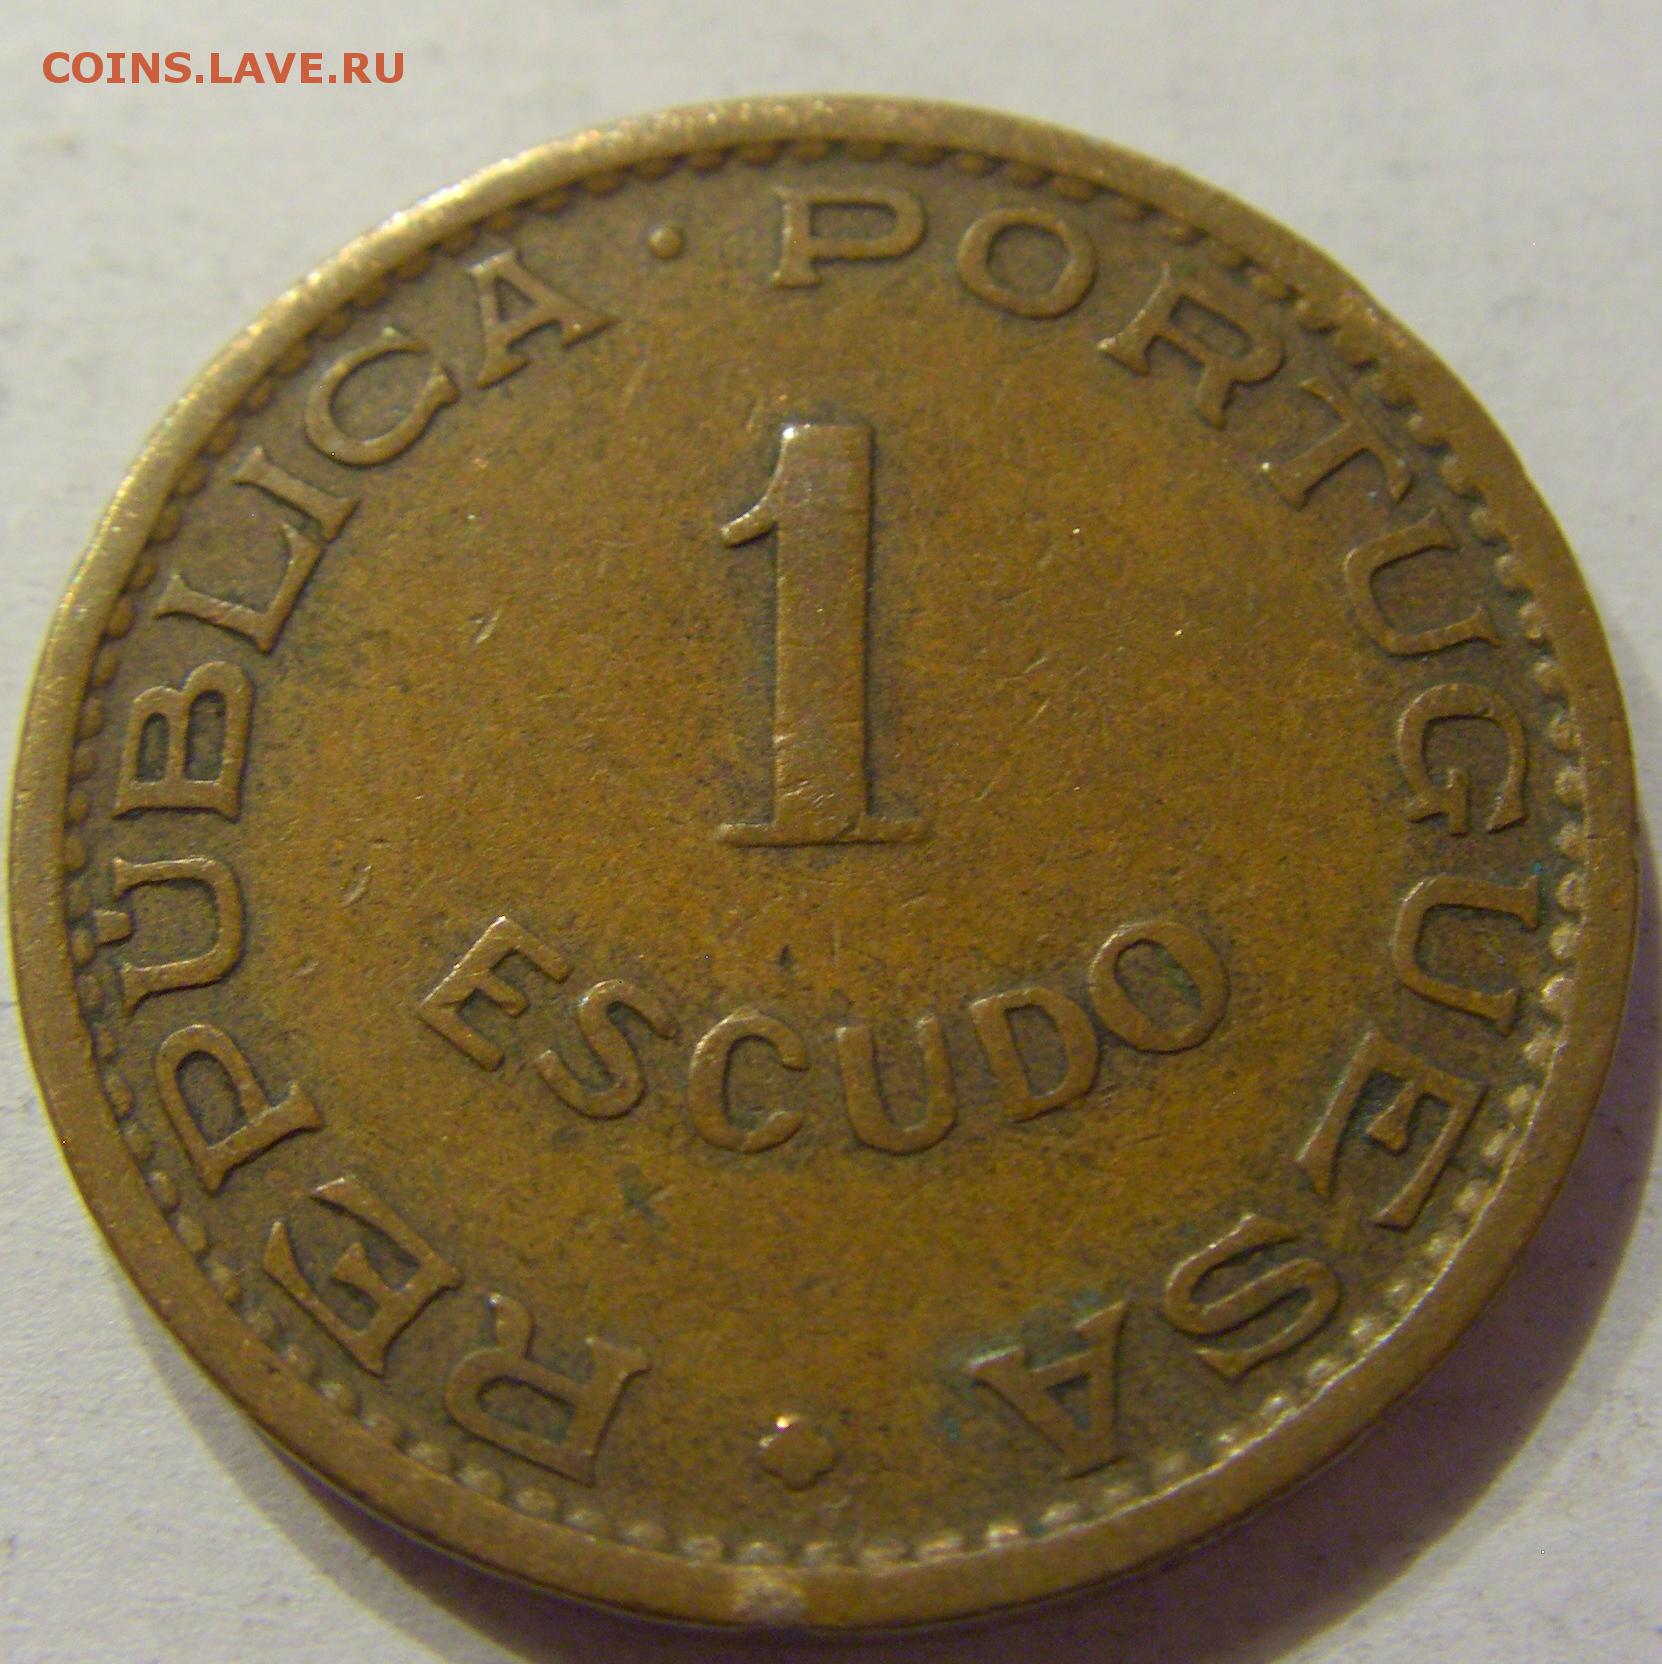 COINS.LAVE.RU
REPÚBLICA · PORTUGUESA
1
ESCUDO